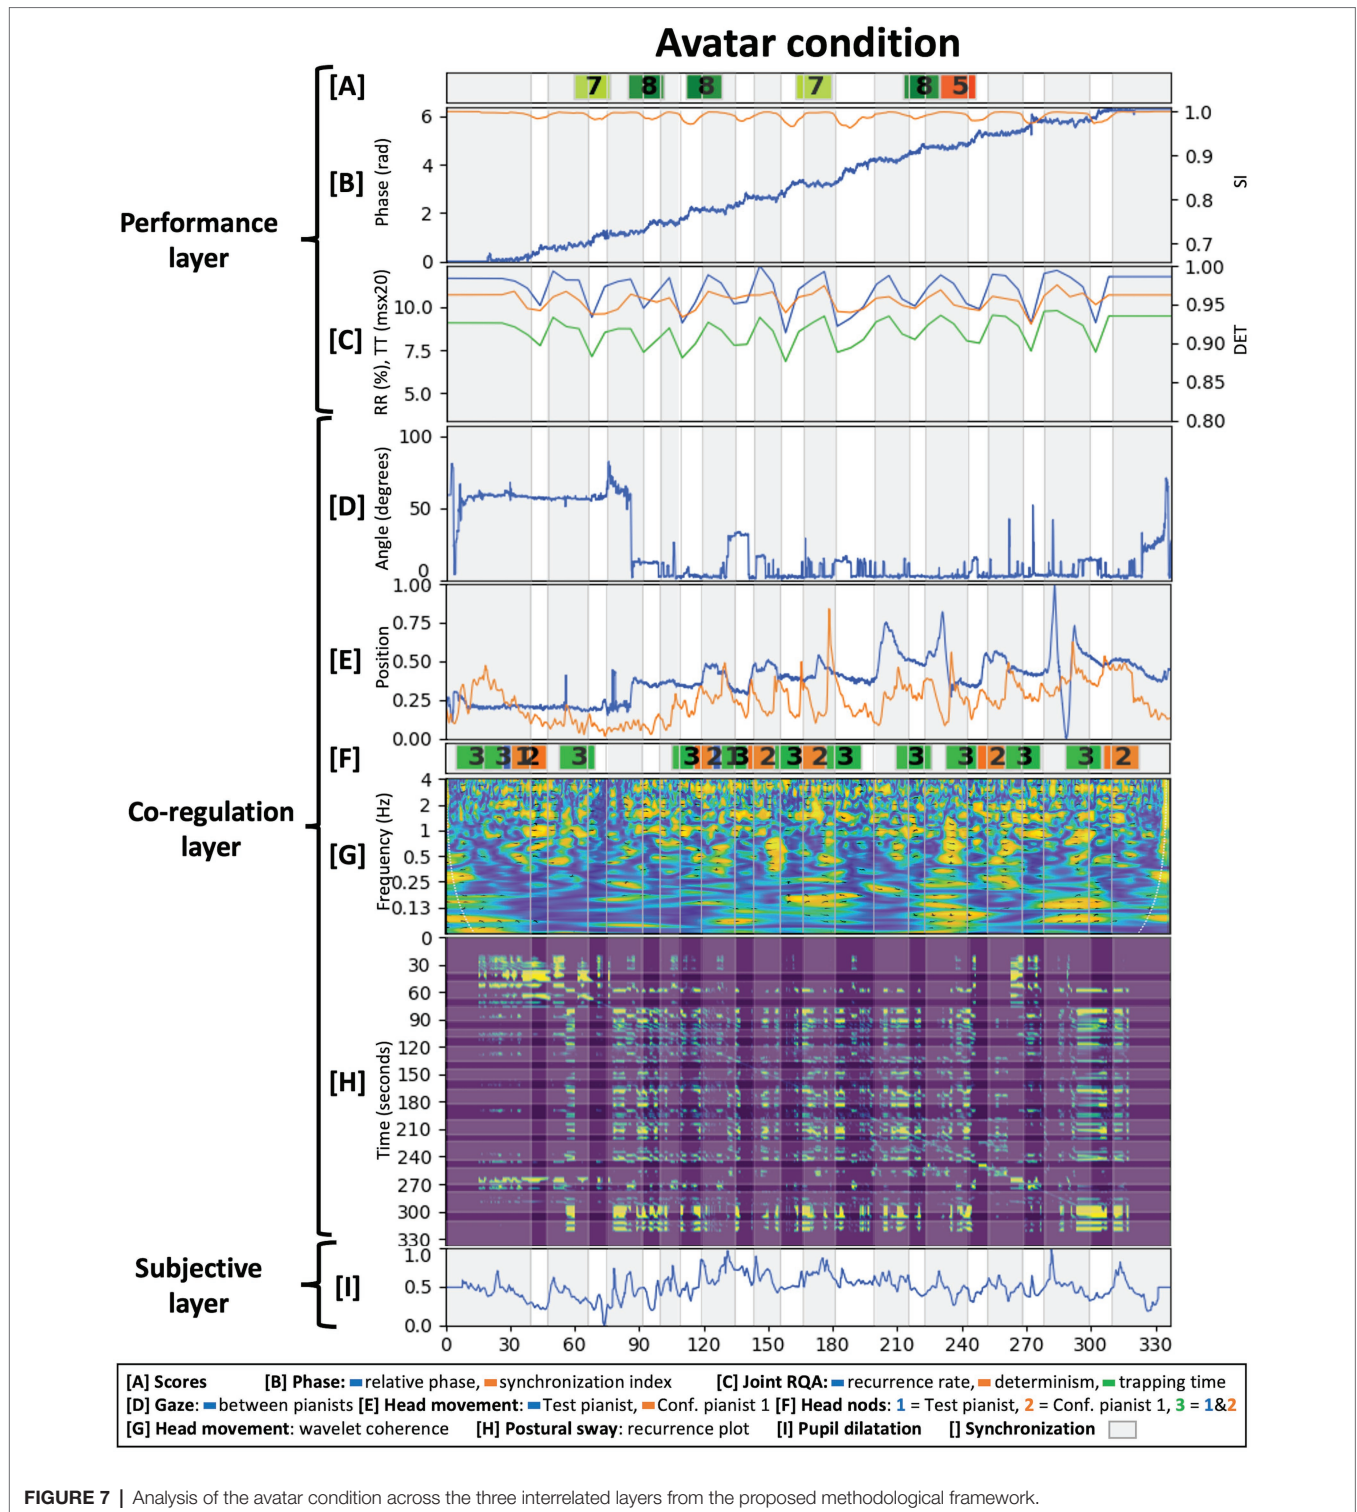 Avatar condition
[A] 7 8 8 7 8 5
Performance
layer
[B] Phase (rad) 6 4 2 0 1.0 0.9 0.8 0.7 SI
[C] RR (%), TT (msx20) 10.0 7.5 5.0 1.00 0.95 0.90 0.85 0.80 DET
[D] Angle (degrees) 100 50 0
[E] Position 1.00 0.75 0.50 0.25 0.00
[F] 3 3 1 2 3 3 2 1 3 2 3 2 3 3 3 2 3 3 2
Co-regulation
layer
[G] Frequency (Hz) 4 2 1 0.5 0.25 0.13
[H] Time (seconds) 0 30 60 90 120 150 180 210 240 270 300 330
Subjective
layer
[I] 1.0 0.5 0.0
0 30 60 90 120 150 180 210 240 270 300 330
[A] Scores [B] Phase: relative phase, synchronization index [C] Joint RQA: recurrence rate, determinism, trapping time
[D] Gaze: between pianists [E] Head movement: Test pianist, Conf. pianist 1 [F] Head nods: 1 = Test pianist, 2 = Conf. pianist 1, 3 = 1&2
[G] Head movement: wavelet coherence [H] Postural sway: recurrence plot [I] Pupil dilatation [] Synchronization
FIGURE 7 | Analysis of the avatar condition across the three interrelated layers from the proposed methodological framework.